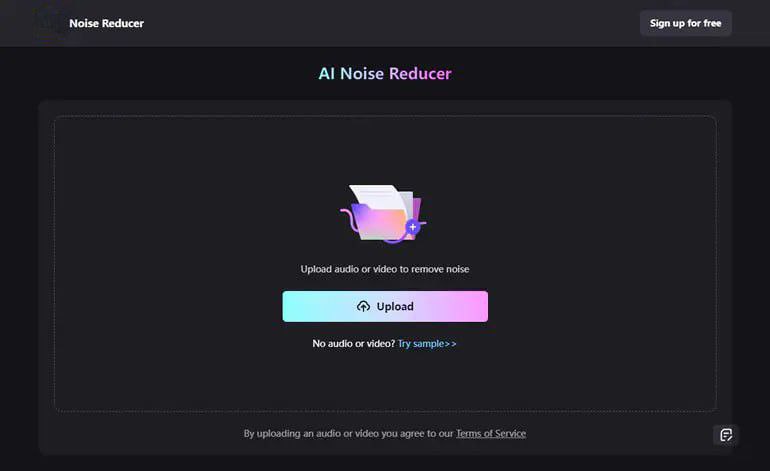 Noise Reducer
Sign up for free
AI Noise Reducer
Upload audio or video to remove noise
Upload
No audio or video? Try sample>>
By uploading an audio or video you agree to our Terms of Service